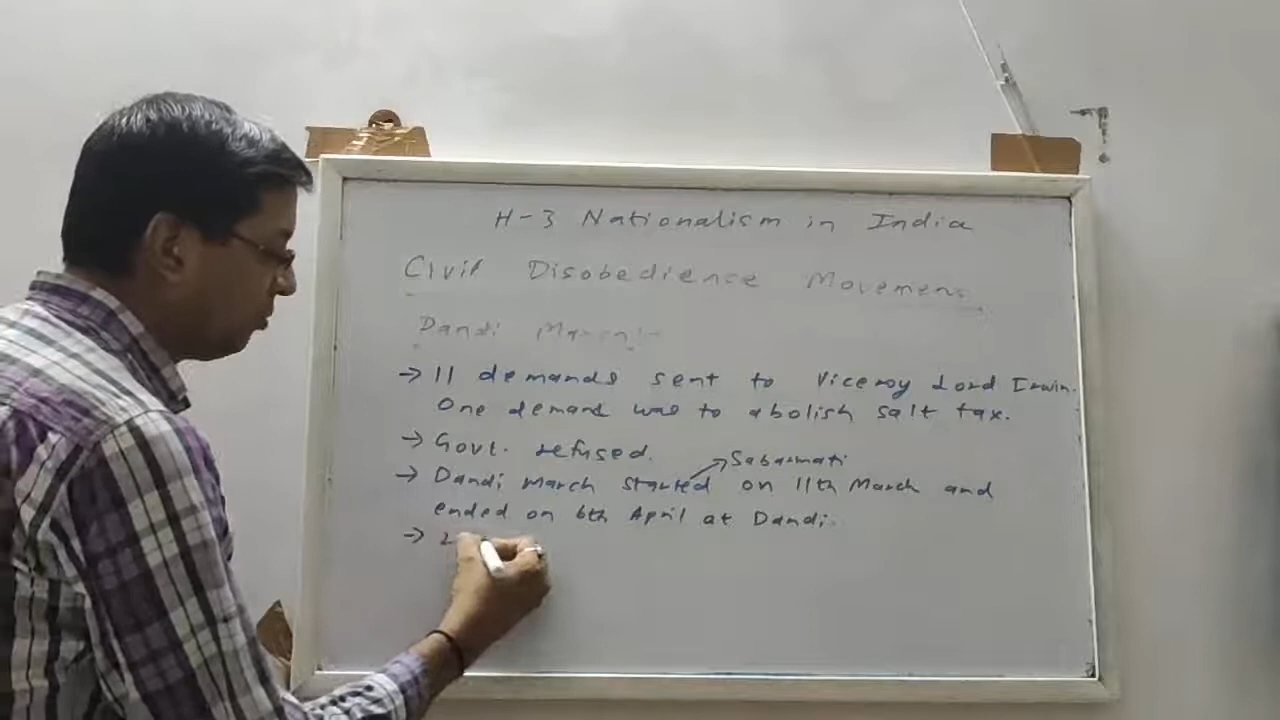 H-3 Nationalism in India
Civil Disobedience Movement
Dandi March:-
→ 11 demands sent to Viceroy Lord Irwin.
One demand was to abolish salt tax.
→ Govt. refused.
→ Sabarmati
→ Dandi march started on 11th March and
ended on 6th April at Dandi.
→